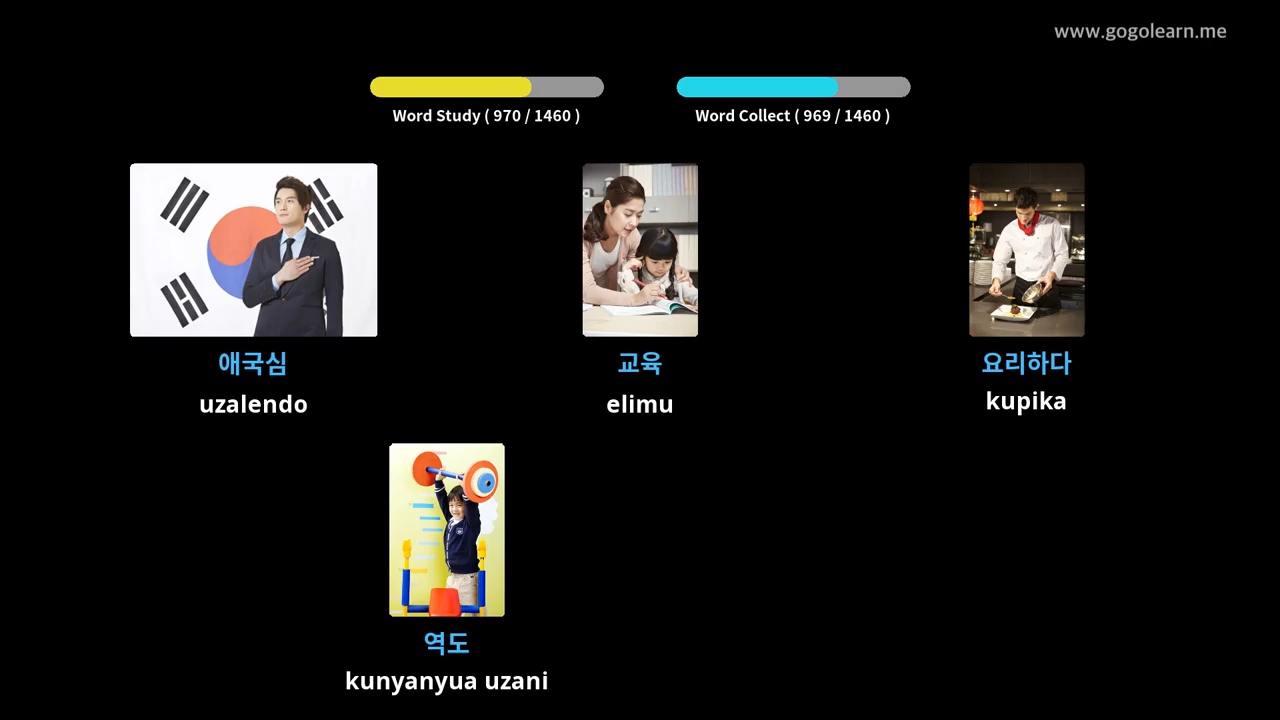 www.gogolearn.me
Word Study ( 970 / 1460 )
Word Collect ( 969 / 1460 )
애국심
uzalendo
교육
elimu
요리하다
kupika
역도
kunyanyua uzani